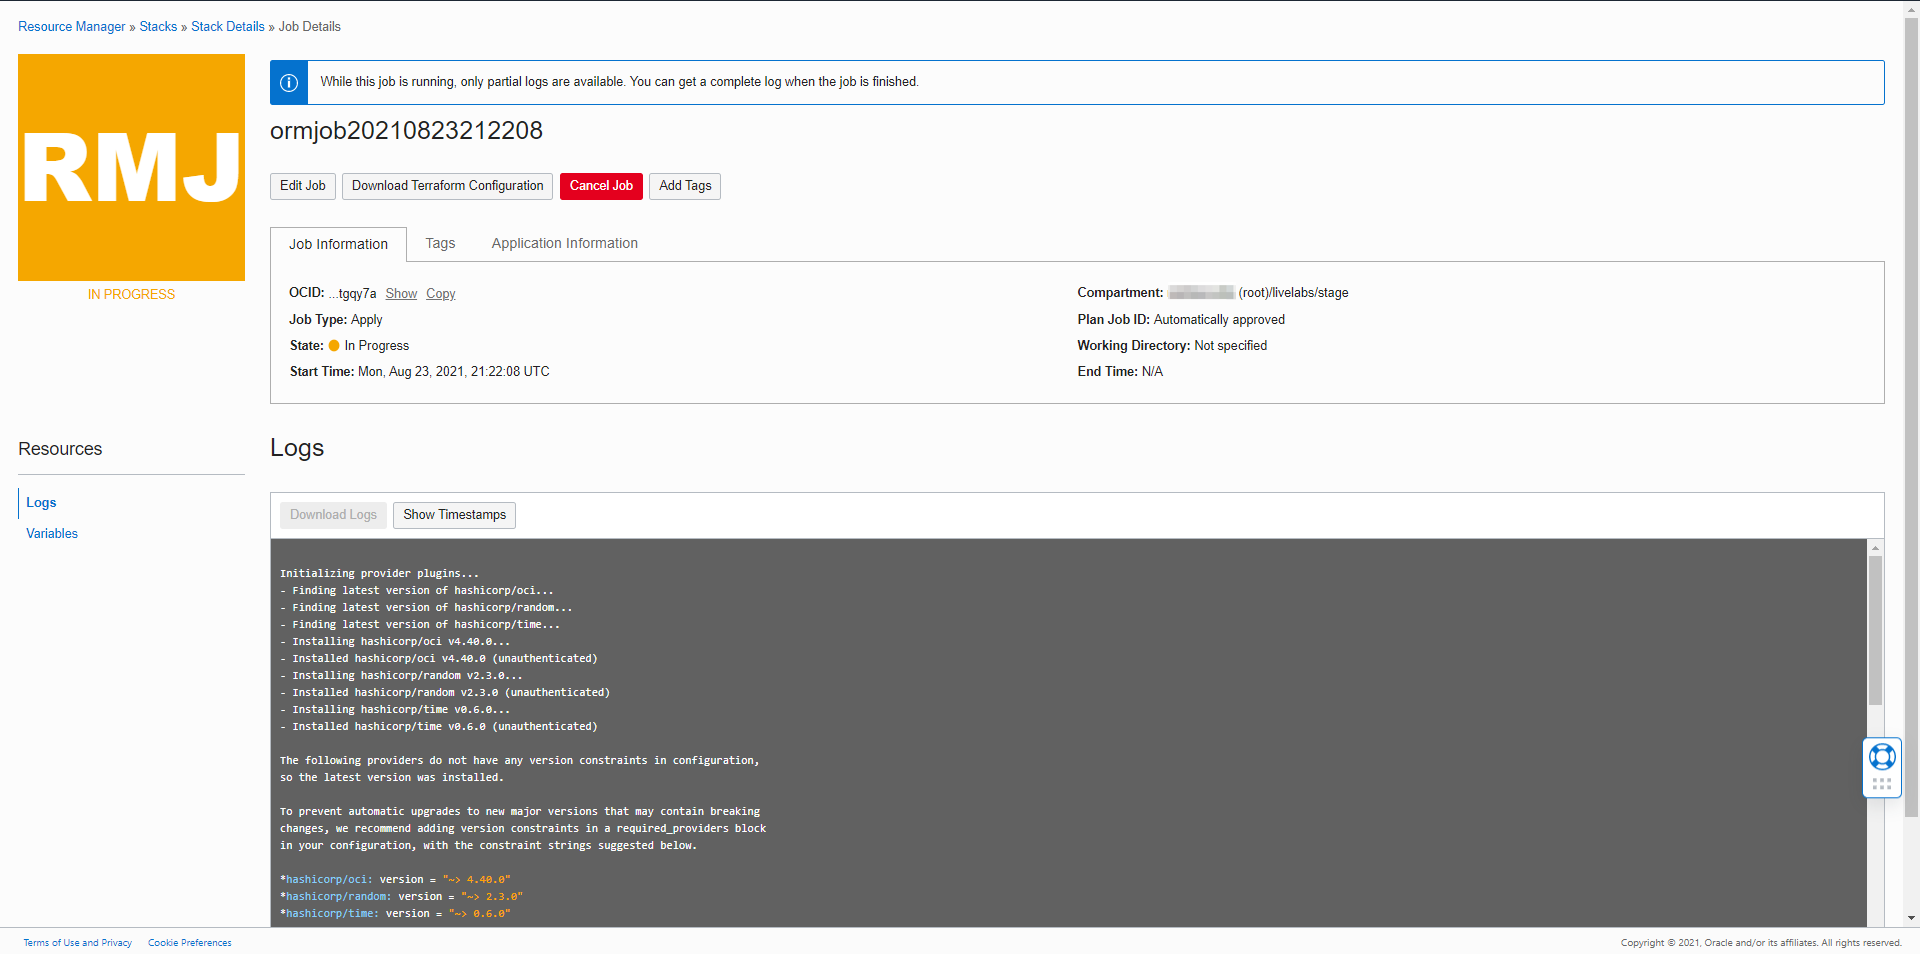 Resource Manager » Stacks » Stack Details » Job Details
RMJ
IN PROGRESS
While this job is running, only partial logs are available. You can get a complete log when the job is finished.
ormjob20210823212208
Edit Job Download Terraform Configuration Cancel Job Add Tags
Job Information Tags Application Information
OCID: ...tgqy7a Show Copy
Job Type: Apply
State: In Progress
Start Time: Mon, Aug 23, 2021, 21:22:08 UTC
Compartment: (root)/livelabs/stage
Plan Job ID: Automatically approved
Working Directory: Not specified
End Time: N/A
Resources
Logs
Variables
Logs
Download Logs Show Timestamps
Initializing provider plugins...
- Finding latest version of hashicorp/oci...
- Finding latest version of hashicorp/random...
- Finding latest version of hashicorp/time...
- Installing hashicorp/oci v4.40.0...
- Installed hashicorp/oci v4.40.0 (unauthenticated)
- Installing hashicorp/random v2.3.0...
- Installed hashicorp/random v2.3.0 (unauthenticated)
- Installing hashicorp/time v0.6.0...
- Installed hashicorp/time v0.6.0 (unauthenticated)
The following providers do not have any version constraints in configuration,
so the latest version was installed.
To prevent automatic upgrades to new major versions that may contain breaking
changes, we recommend adding version constraints in a required_providers block
in your configuration, with the constraint strings suggested below.
*hashicorp/oci: version = "~> 4.40.0"
*hashicorp/random: version = "~> 2.3.0"
*hashicorp/time: version = "~> 0.6.0"
Terms of Use and Privacy Cookie Preferences
Copyright © 2021, Oracle and/or its affiliates. All rights reserved.